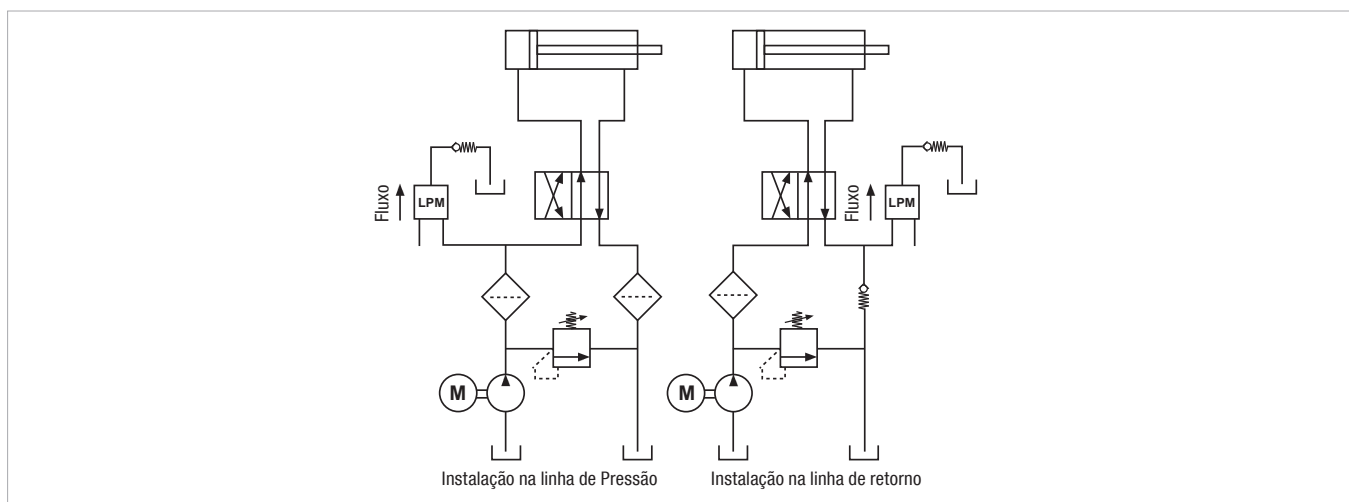 Fluxo
LPM
M
Instalação na linha de Pressão
Fluxo
LPM
M
Instalação na linha de retorno